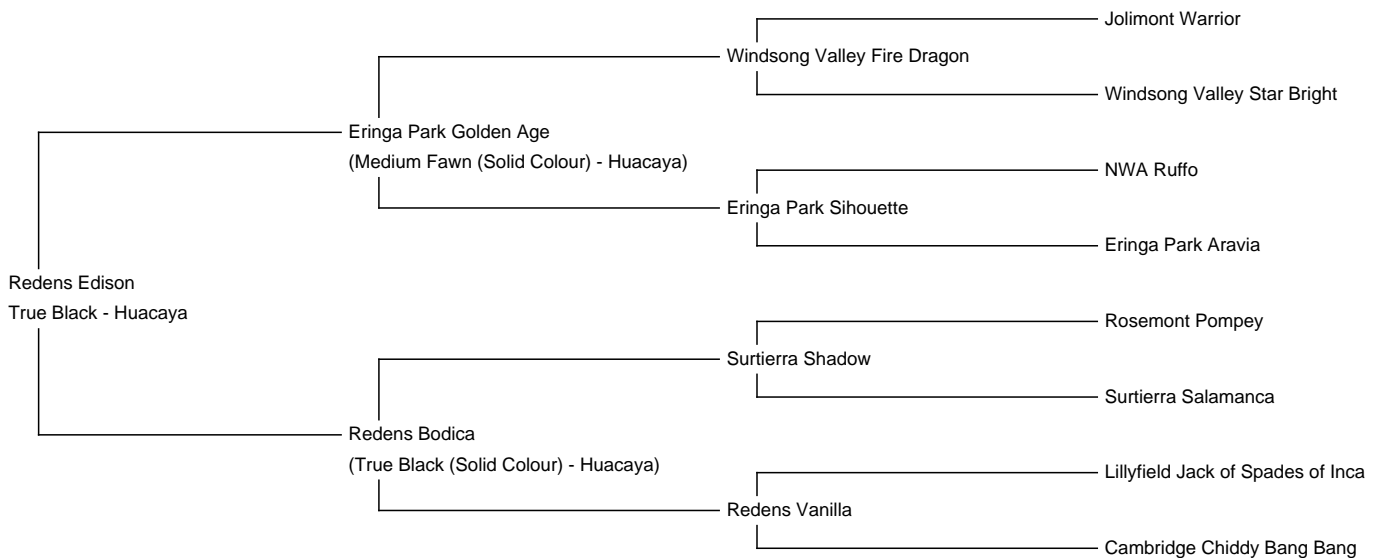 Jolimont Warrior
Windsong Valley Fire Dragon
Windsong Valley Star Bright
Eringa Park Golden Age
(Medium Fawn (Solid Colour) - Huacaya)
NWA Ruffo
Eringa Park Sihouette
Eringa Park Aravia
Redens Edison
True Black - Huacaya
Rosemont Pompey
Surtierra Shadow
Surtierra Salamanca
Redens Bodica
(True Black (Solid Colour) - Huacaya)
Lillyfield Jack of Spades of Inca
Redens Vanilla
Cambridge Chiddy Bang Bang